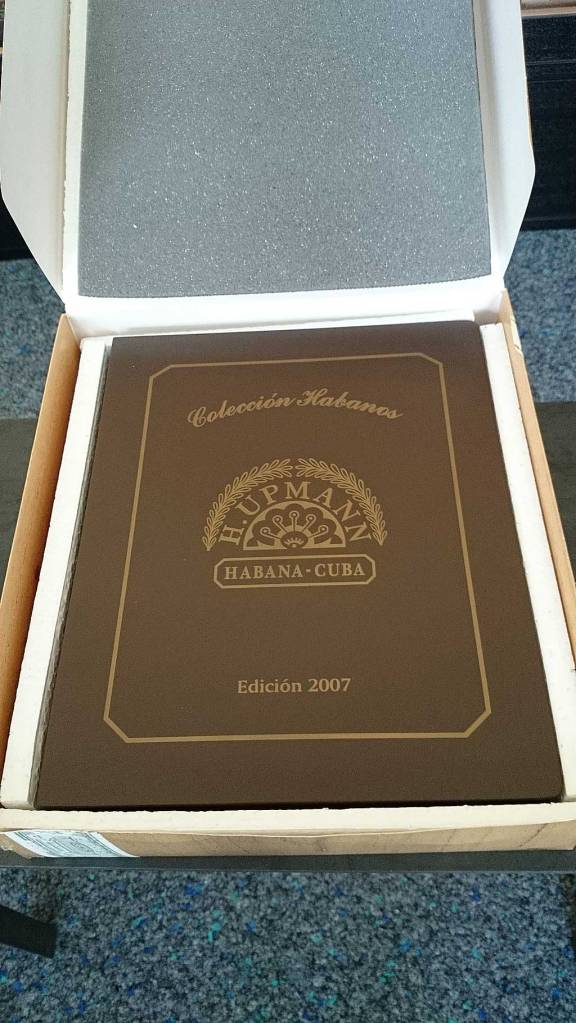 Colección Habanos
H. UPMANN
HABANA - CUBA
Edición 2007